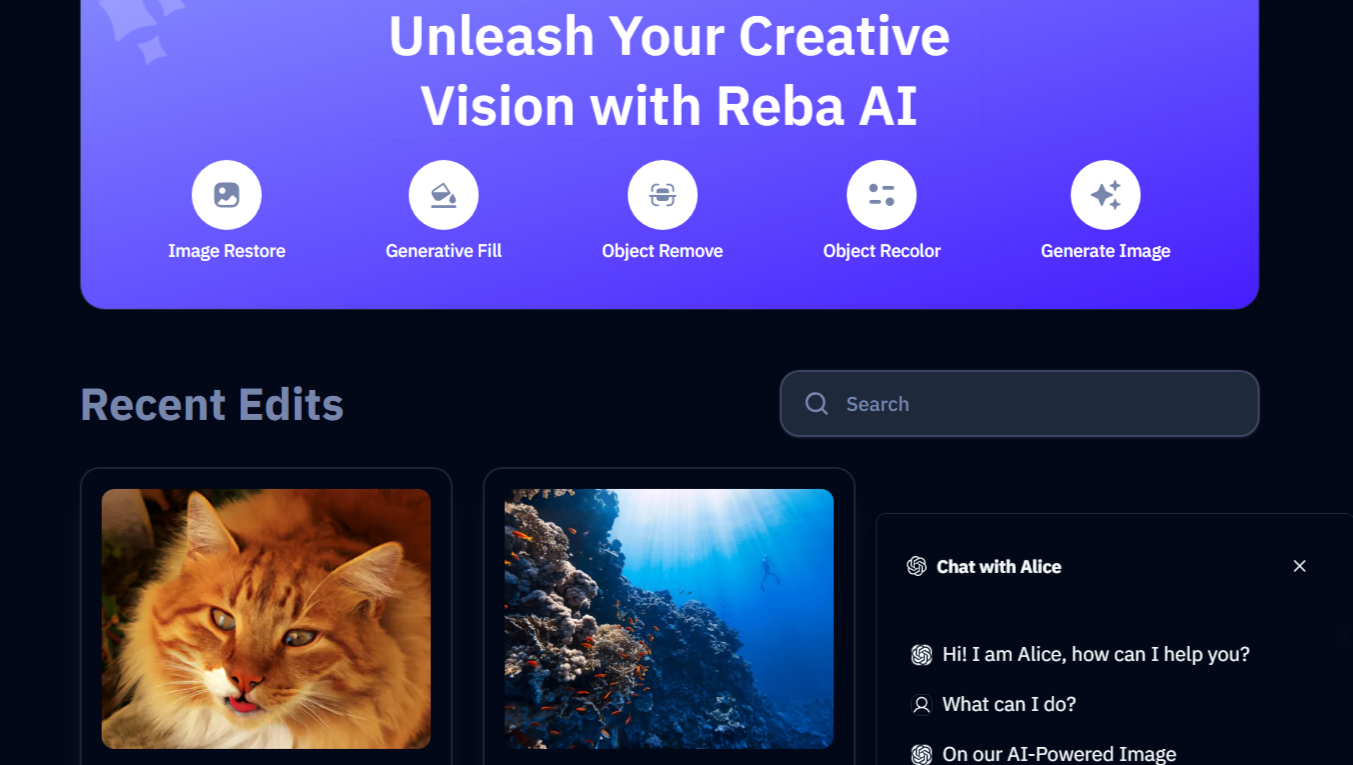 Unleash Your Creative
Vision with Reba AI
Image Restore
Generative Fill
Object Remove
Object Recolor
Generate Image
Recent Edits
Search
Chat with Alice
Hi! I am Alice, how can I help you?
What can I do?
On our AI-Powered Image